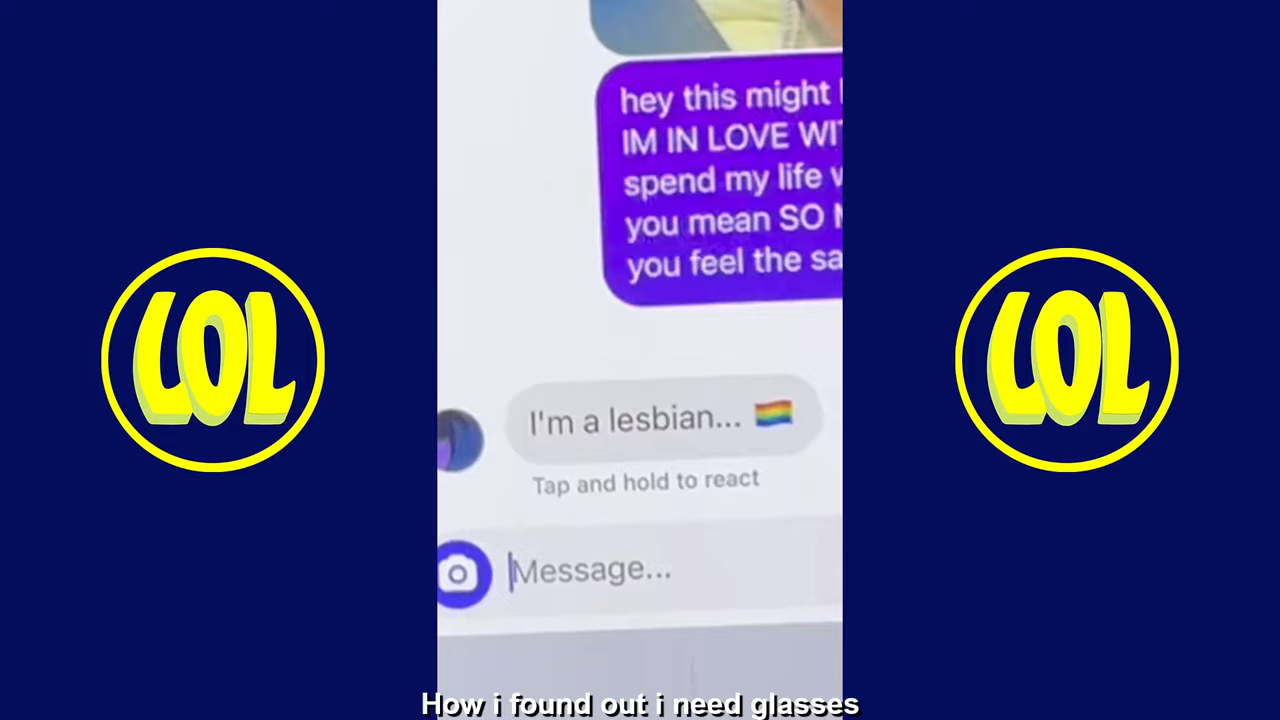 hey this might
IM IN LOVE WI
spend my life
you mean SO
you feel the sa
LOL
I'm a lesbian... 🏳️‍🌈
LOL
Tap and hold to react
Message...
How i found out i need glasses